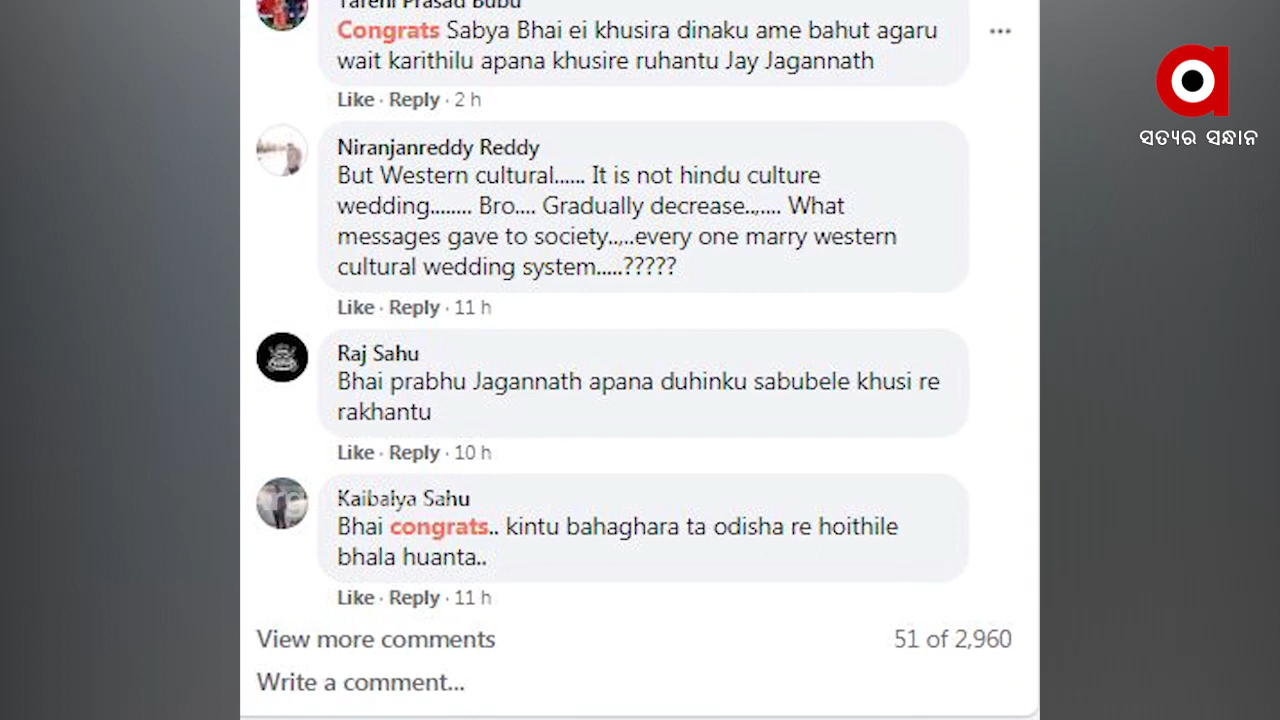 Tareni Prasad Bubu
Congrats Sabya Bhai ei khusira dinaku ame bahut agaru
wait karithilu apana khusire ruhantu Jay Jagannath
Like · Reply · 2 h
ସତ୍ୟର ସନ୍ଧାନ
Niranjanreddy Reddy
But Western cultural...... It is not hindu culture
wedding........ Bro.... Gradually decrease..,.... What
messages gave to society..,..every one marry western
cultural wedding system.....?????
Like · Reply · 11 h
Raj Sahu
Bhai prabhu Jagannath apana duhinku sabubele khusi re
rakhantu
Like · Reply · 10 h
Kaibalya Sahu
Bhai congrats.. kintu bahaghara ta odisha re hoithile
bhala huanta..
Like · Reply · 11 h
View more comments 51 of 2,960
Write a comment...